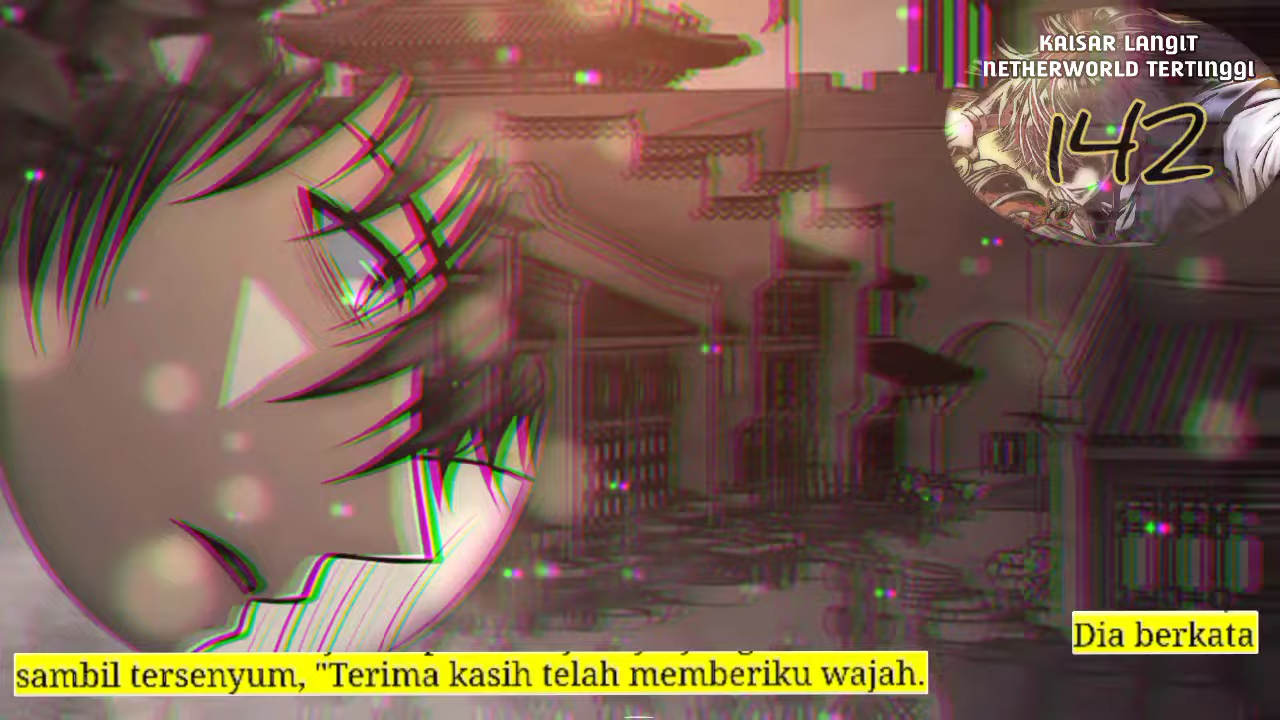 KAISAR LANGIT
NETHERWORLD TERTINGGI
142
Dia berkata
sambil tersenyum, "Terima kasih telah memberiku wajah.